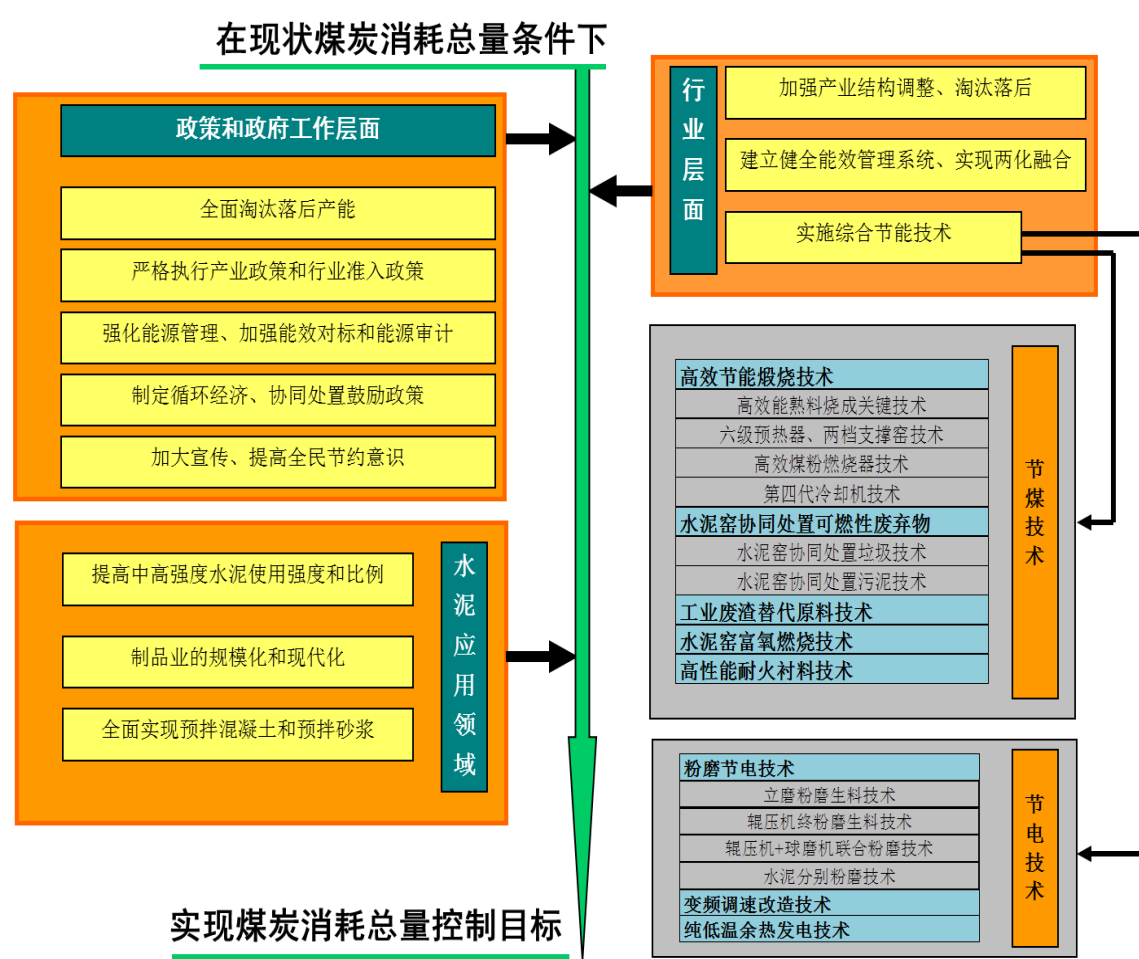 在现状煤炭消耗总量条件下
政策和政府工作层面
全面淘汰落后产能
严格执行产业政策和行业准入政策
强化能源管理、加强能效对标和能源审计
制定循环经济、协同处置鼓励政策
加大宣传、提高全民节约意识
水泥应用领域
提高中高强度水泥使用强度和比例
制品业的规模化和现代化
全面实现预拌混凝土和预拌砂浆
行业层面
加强产业结构调整、淘汰落后
建立健全能效管理系统、实现两化融合
实施综合节能技术
节煤技术
高效节能煅烧技术
高效能熟料烧成关键技术
六级预热器、两档支撑窑技术
高效煤粉燃烧器技术
第四代冷却机技术
水泥窑协同处置可燃性废弃物
水泥窑协同处置垃圾技术
水泥窑协同处置污泥技术
工业废渣替代原料技术
水泥窑富氧燃烧技术
高性能耐火衬料技术
节电技术
粉磨节电技术
立磨粉磨生料技术
辊压机终粉磨生料技术
辊压机+球磨机联合粉磨技术
水泥分别粉磨技术
变频调速改造技术
纯低温余热发电技术
实现煤炭消耗总量控制目标